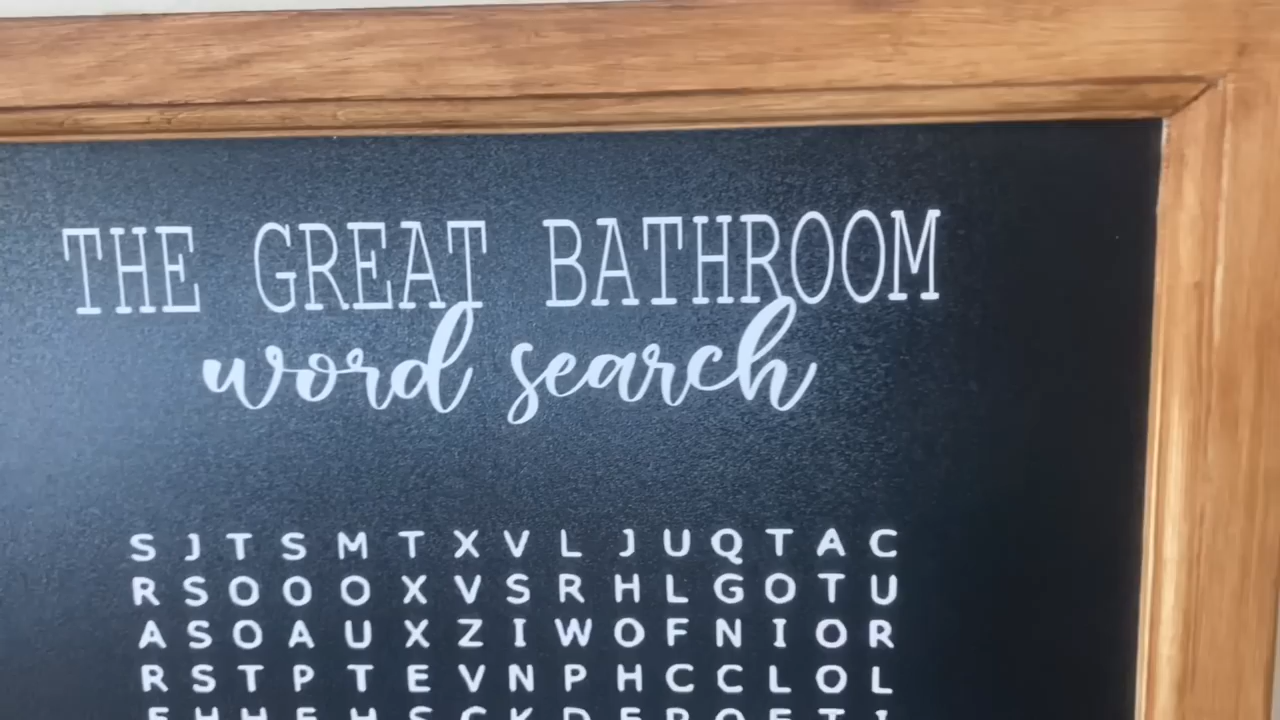 THE GREAT BATHROOM
word search
S J T S M T X V L J U Q T A C
R S O O O X V S R H L G O T U
A S O A U X Z I W O F N I O R
R S T P T E V N P H C C L O L